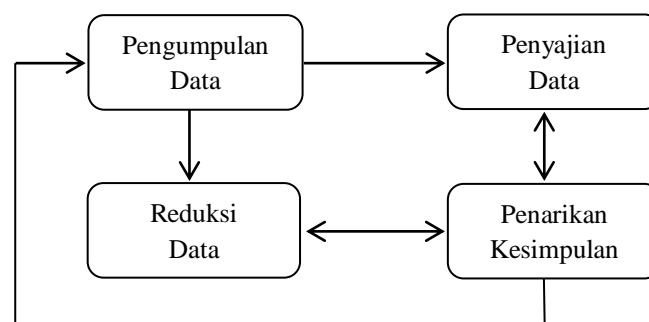 Pengumpulan
Data
Penyajian
Data
Reduksi
Data
Penarikan
Kesimpulan